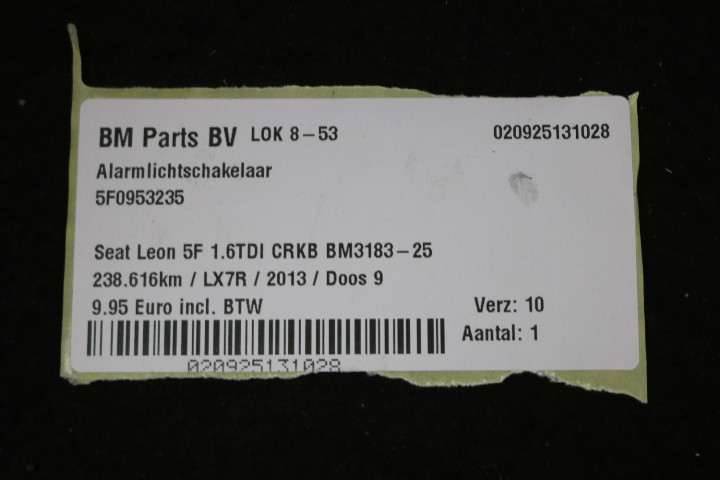 BM Parts BV LOK 8-53 020925131028
Alarmlichtschakelaar
5F0953235
Seat Leon 5F 1.6TDI CRKB BM3183-25
238.616km / LX7R / 2013 / Doos 9
9.95 Euro incl. BTW Verz: 10
Aantal: 1
020925131028